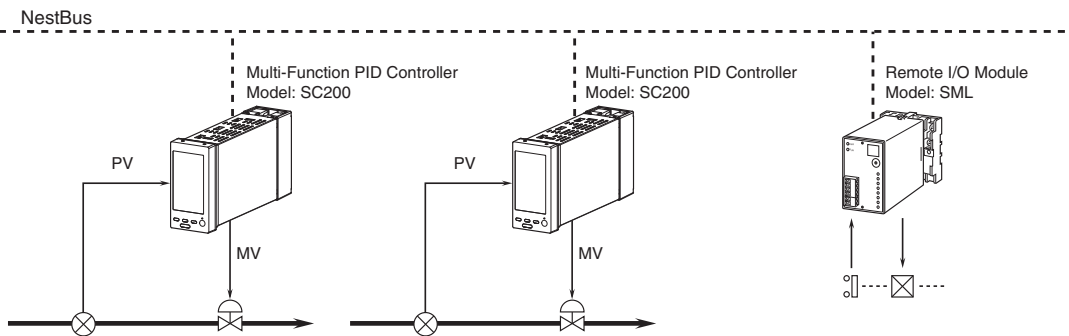 NestBus
Multi-Function PID Controller
Model: SC200
Multi-Function PID Controller
Model: SC200
Remote I/O Module
Model: SML
PV
PV
MV
MV